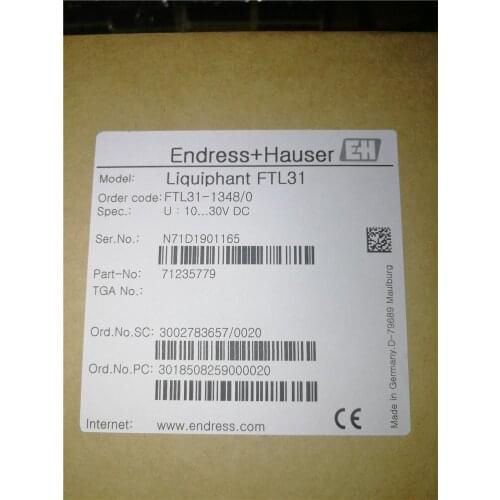 Endress+Hauser EH
Model: Liquiphant FTL31
Order code: FTL31-1348/0
Spec.: U : 10...30V DC
Ser.No.: N71D1901165
Part-No: 71235779
TGA No.:
Ord.No.SC: 3002783657/0020
Ord.No.PC: 3018508259000020
Internet: www.endress.com
CE
Made in Germany.D-79689 Maulburg